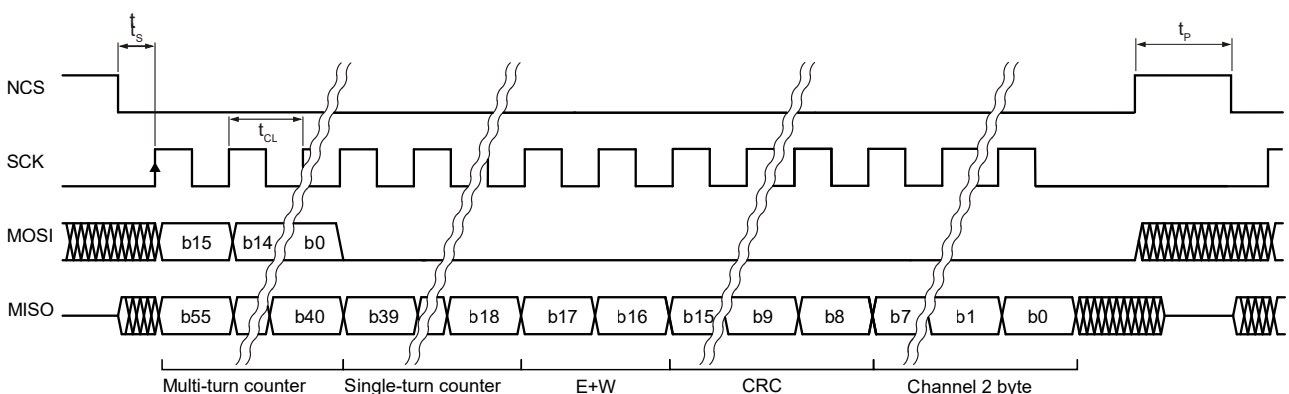 t
tS
tP
NCS
tCL
SCK
MOSI b15 b14 b0
MISO b55 b40 b39 b18 b17 b16 b15 b9 b8 b7 b1 b0
Multi-turn counter Single-turn counter E+W CRC Channel 2 byte